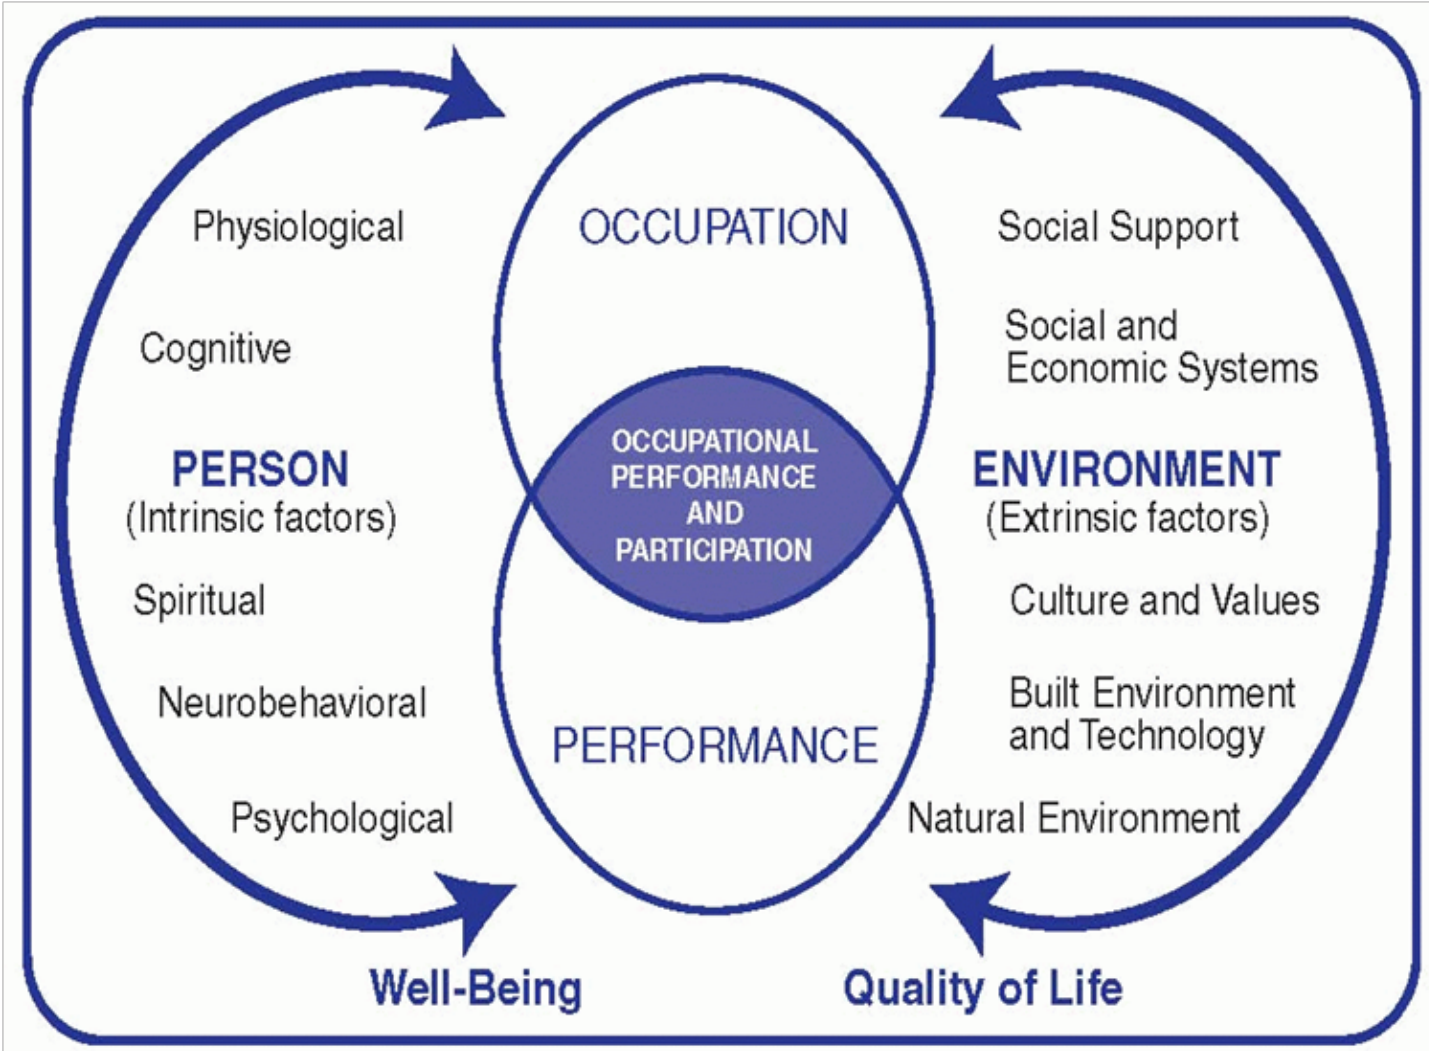 Physiological
Cognitive
PERSON
(Intrinsic factors)
Spiritual
Neurobehavioral
Psychological
OCCUPATION
OCCUPATIONAL
PERFORMANCE
AND
PARTICIPATION
PERFORMANCE
Social Support
Social and
Economic Systems
ENVIRONMENT
(Extrinsic factors)
Culture and Values
Built Environment
and Technology
Natural Environment
Well-Being
Quality of Life